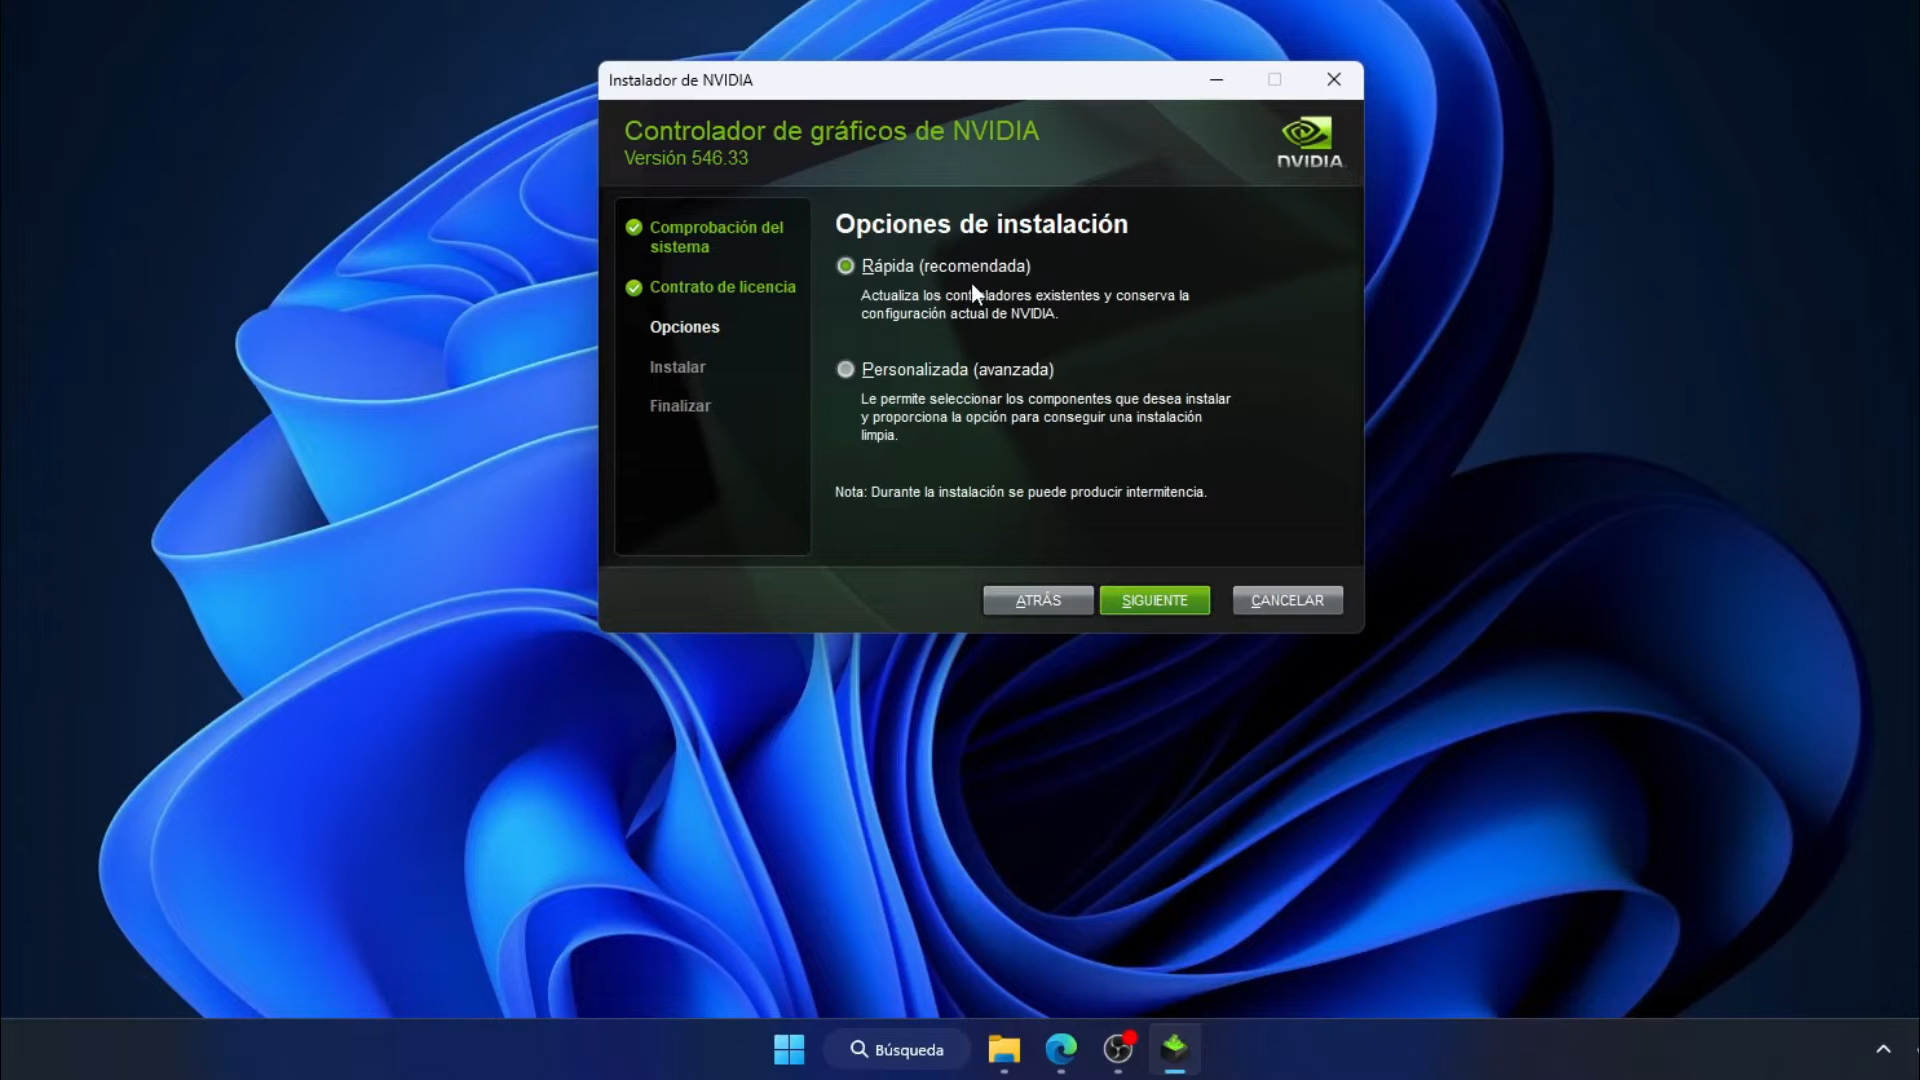 Instalador de NVIDIA
Controlador de gráficos de NVIDIA
Versión 546.33
NVIDIA.
Comprobación del
sistema
Contrato de licencia
Opciones
Instalar
Finalizar
Opciones de instalación
Rápida (recomendada)
Actualiza los controladores existentes y conserva la
configuración actual de NVIDIA.
Personalizada (avanzada)
Le permite seleccionar los componentes que desea instalar
y proporciona la opción para conseguir una instalación
limpia.
Nota: Durante la instalación se puede producir intermitencia.
ATRÁS
SIGUIENTE
CANCELAR
Búsqueda